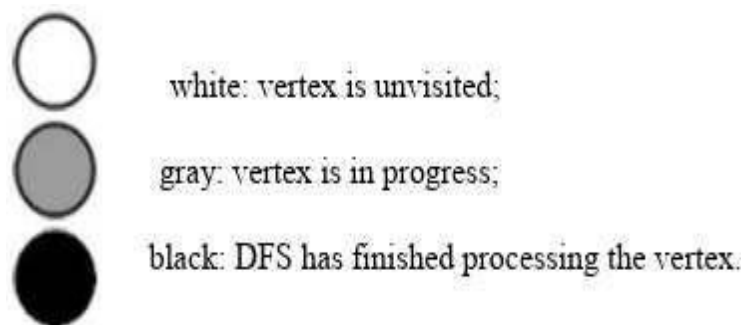 white: vertex is unvisited;
gray: vertex is in progress;
black: DFS has finished processing the vertex.